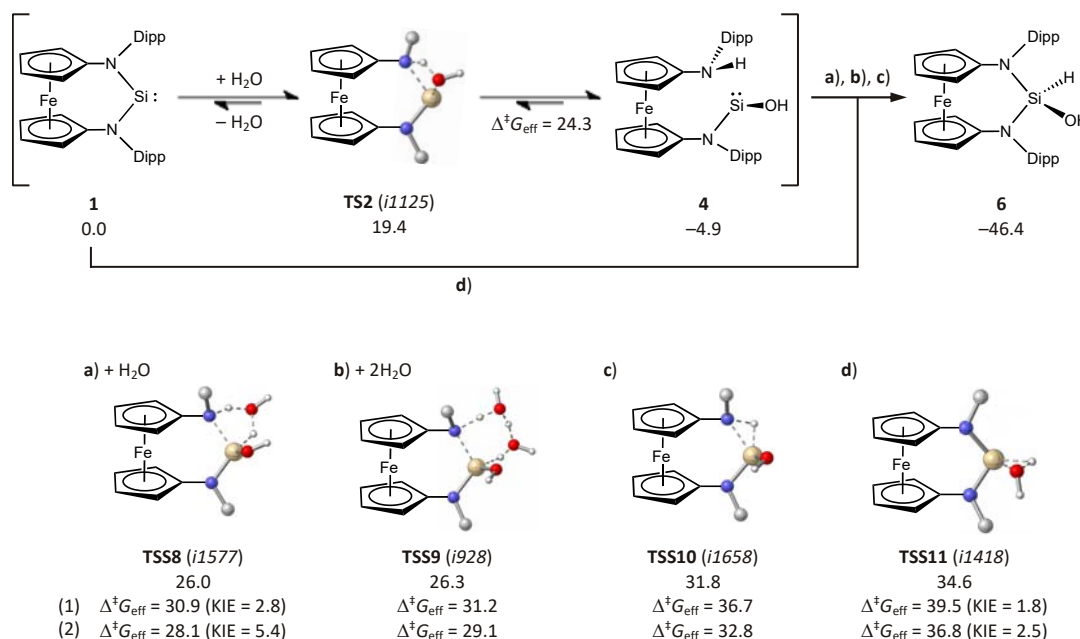 Dipp
N
Si :
Fe
N
Dipp
+ H₂O
– H₂O
Fe
Δ‡Geff = 24.3
Dipp
N H
Fe
Si OH
N
Dipp
a), b), c)
Dipp
N
H
Si
Fe
OH
N
Dipp
1 TS2 (i1125) 4 6
0.0 19.4 –4.9 –46.4
d)
a) + H₂O b) + 2H₂O c) d)
Fe Fe Fe Fe
TSS8 (i1577) TSS9 (i928) TSS10 (i1658) TSS11 (i1418)
26.0 26.3 31.8 34.6
(1) Δ‡Geff = 30.9 (KIE = 2.8) Δ‡Geff = 31.2 Δ‡Geff = 36.7 Δ‡Geff = 39.5 (KIE = 1.8)
(2) Δ‡Geff = 28.1 (KIE = 5.4) Δ‡Geff = 29.1 Δ‡Geff = 32.8 Δ‡Geff = 36.8 (KIE = 2.5)